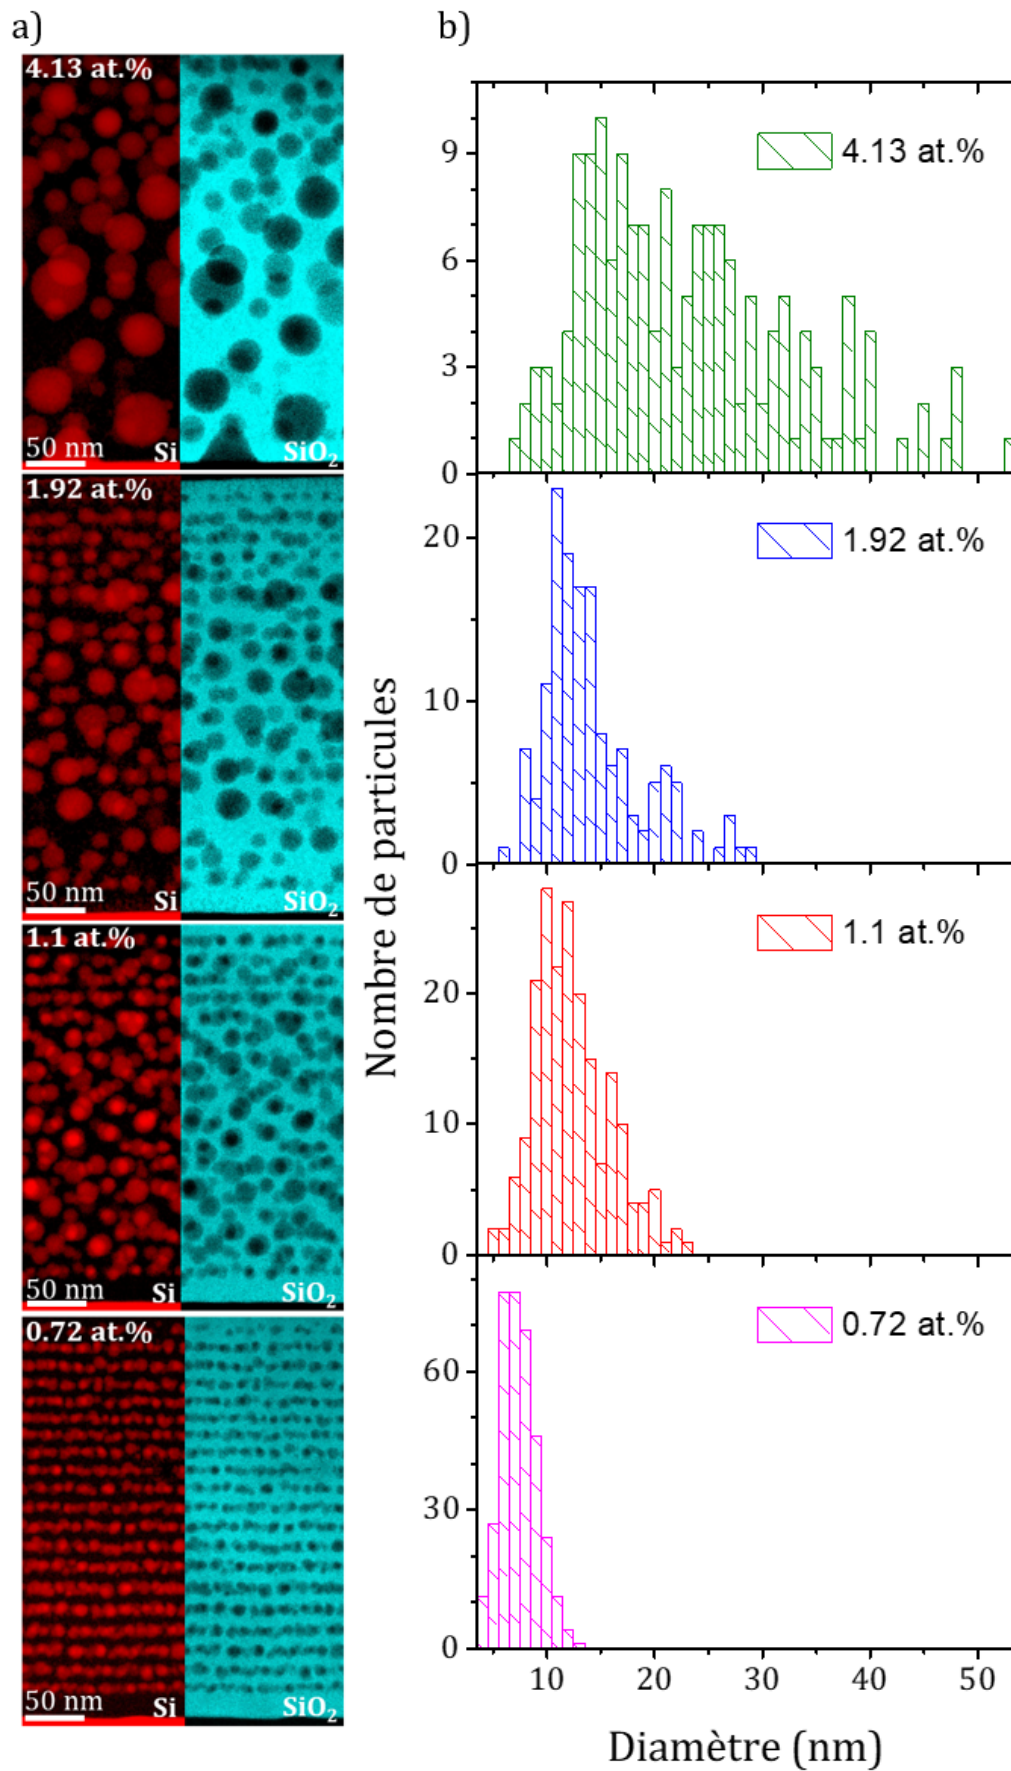 a)
4.13 at.%
50 nm
Si
SiO₂
1.92 at.%
50 nm
Si
SiO₂
1.1 at.%
50 nm
Si
SiO₂
0.72 at.%
50 nm
Si
SiO₂
b)
Nombre de particules
9
6
3
0
4.13 at.%
20
10
0
1.92 at.%
20
10
0
1.1 at.%
60
30
0
0.72 at.%
10 20 30 40 50
Diamètre (nm)